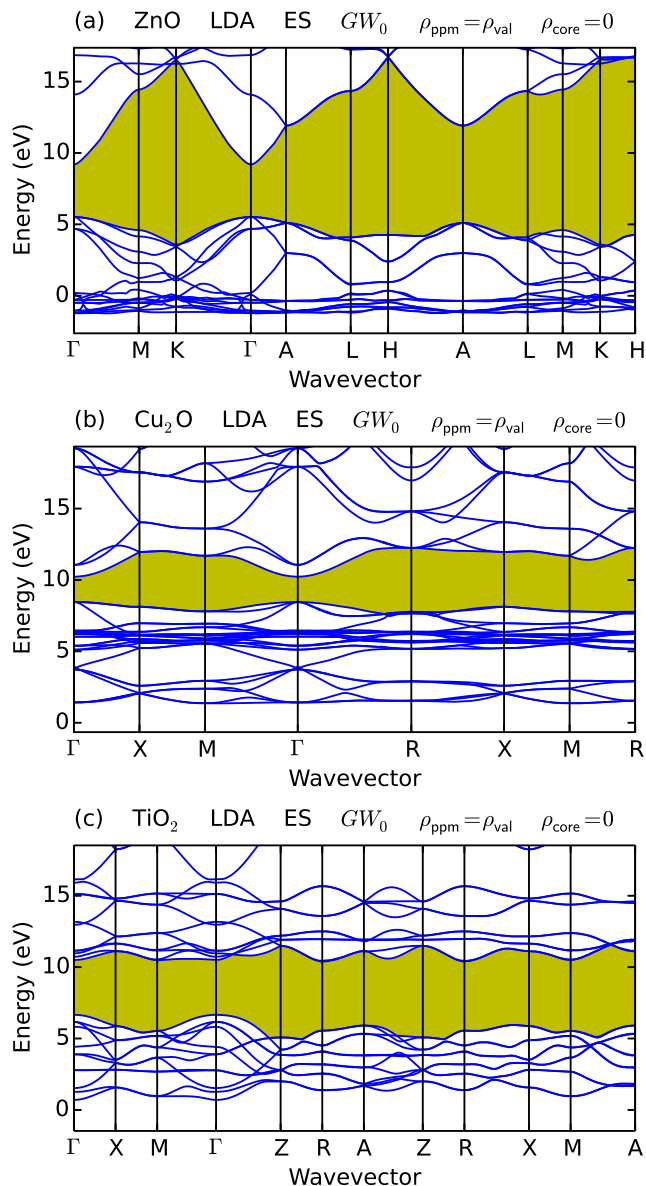 (a) ZnO LDA ES GW₀ ρppm=ρval ρcore=0
15
10
5
0
Energy (eV)
Γ M K Γ A L H A L M K H
Wavevector
(b) Cu₂O LDA ES GW₀ ρppm=ρval ρcore=0
15
10
5
0
Energy (eV)
Γ X M Γ R X M R
Wavevector
(c) TiO₂ LDA ES GW₀ ρppm=ρval ρcore=0
15
10
5
0
Energy (eV)
Γ X M Γ Z R A Z R X M A
Wavevector